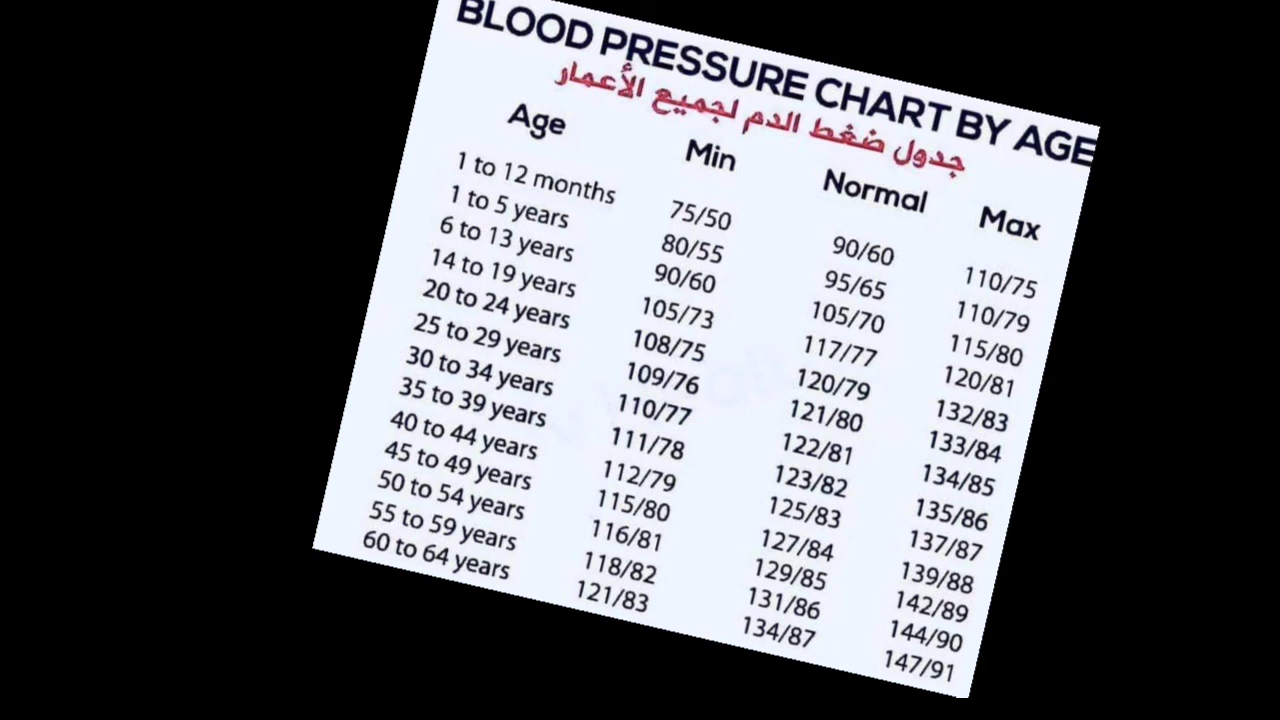 BLOOD PRESSURE CHART BY AGE
جدول ضغط الدم لجميع الأعمار
Age Min Normal Max
1 to 12 months 75/50 90/60 110/75
1 to 5 years 80/55 95/65 110/79
6 to 13 years 90/60 105/70 115/80
14 to 19 years 105/73 117/77 120/81
20 to 24 years 108/75 120/79 132/83
25 to 29 years 109/76 121/80 133/84
30 to 34 years 110/77 122/81 134/85
35 to 39 years 111/78 123/82 135/86
40 to 44 years 112/79 125/83 137/87
45 to 49 years 115/80 127/84 139/88
50 to 54 years 116/81 129/85 142/89
55 to 59 years 118/82 131/86 144/90
60 to 64 years 121/83 134/87 147/91